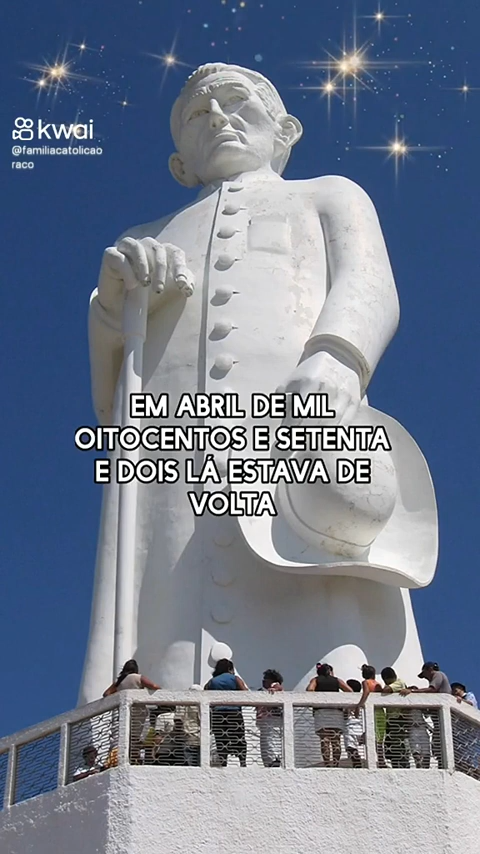 kwai
@familiacatolicao
raco
EM ABRIL DE MIL
OITOCENTOS E SETENTA
E DOIS LÁ ESTAVA DE
VOLTA